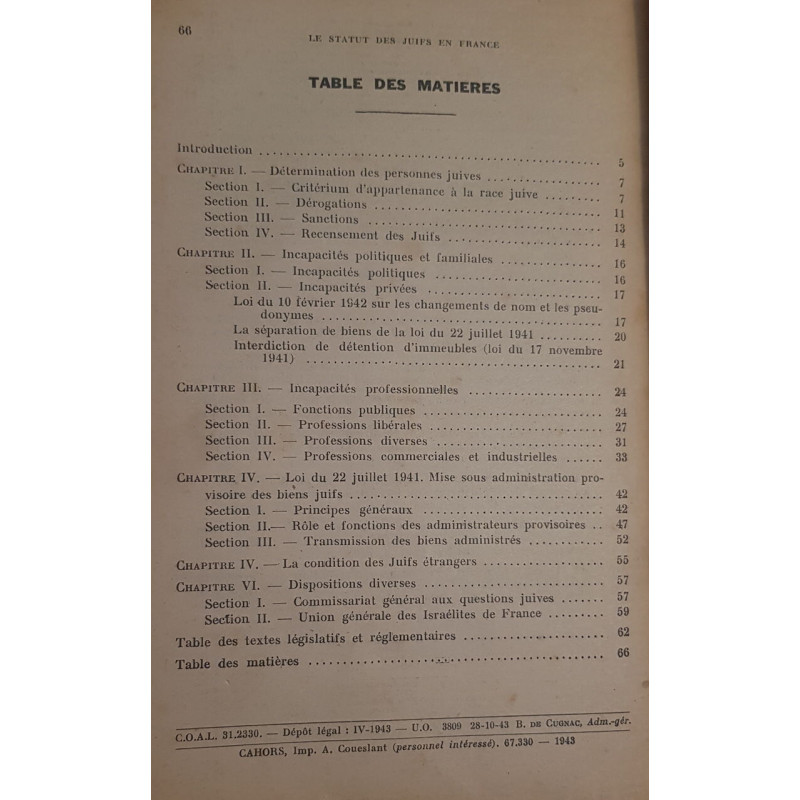 66
LE STATUT DES JUIFS EN FRANCE
TABLE DES MATIERES
Introduction ........ 5
CHAPITRE I. — Détermination des personnes juives ........ 7
Section I. — Critérium d'appartenance à la race juive ........ 7
Section II. — Dérogations ........ 11
Section III. — Sanctions ........ 13
Section IV. — Recensement des Juifs ........ 14
CHAPITRE II. — Incapacités politiques et familiales ........ 16
Section I. — Incapacités politiques ........ 16
Section II. — Incapacités privées ........ 17
Loi du 10 février 1942 sur les changements de nom et les pseu-
donymes ........ 17
La séparation de biens de la loi du 22 juillet 1941 ........ 20
Interdiction de détention d'immeubles (loi du 17 novembre
1941) ........ 21
CHAPITRE III. — Incapacités professionnelles ........ 24
Section I. — Fonctions publiques ........ 24
Section II. — Professions libérales ........ 27
Section III. — Professions diverses ........ 31
Section IV. — Professions commerciales et industrielles ...... 33
CHAPITRE IV. — Loi du 22 juillet 1941. Mise sous administration pro-
visoire des biens juifs ........ 42
Section I. — Principes généraux ........ 42
Section II.— Rôle et fonctions des administrateurs provisoires .. 47
Section III. — Transmission des biens administrés ........ 52
CHAPITRE IV. — La condition des Juifs étrangers ........ 55
CHAPITRE VI. — Dispositions diverses ........ 57
Section I. — Commissariat général aux questions juives ....... 57
Section II. — Union générale des Israélites de France ........ 59
Table des textes législatifs et réglementaires ........ 62
Table des matières ........ 66
C.O.A.L. 31.2330. — Dépôt légal : IV-1943 — U.O. 3809 28-10-43 B. DE CUGNAC, Adm.-gér.
CAHORS, Imp. A. Coueslant (personnel intéressé). 67.330 — 1943